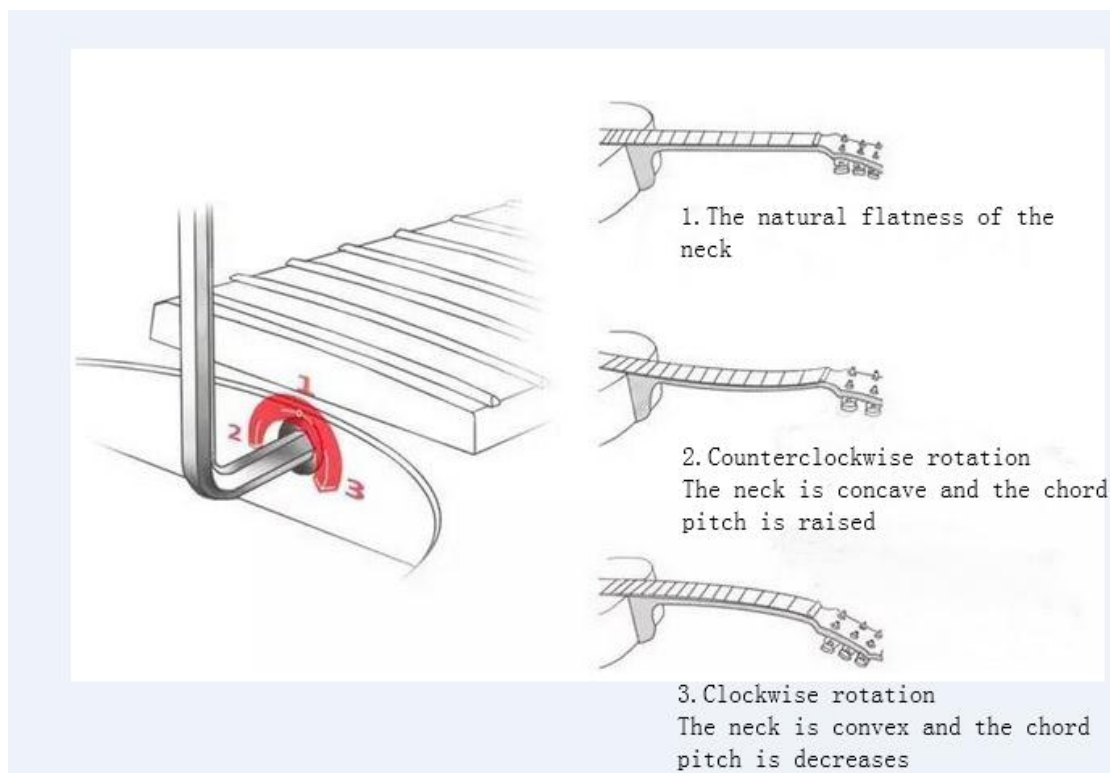 1
2
3
1.The natural flatness of the
neck
2.Counterclockwise rotation
The neck is concave and the chord
pitch is raised
3.Clockwise rotation
The neck is convex and the chord
pitch is decreases